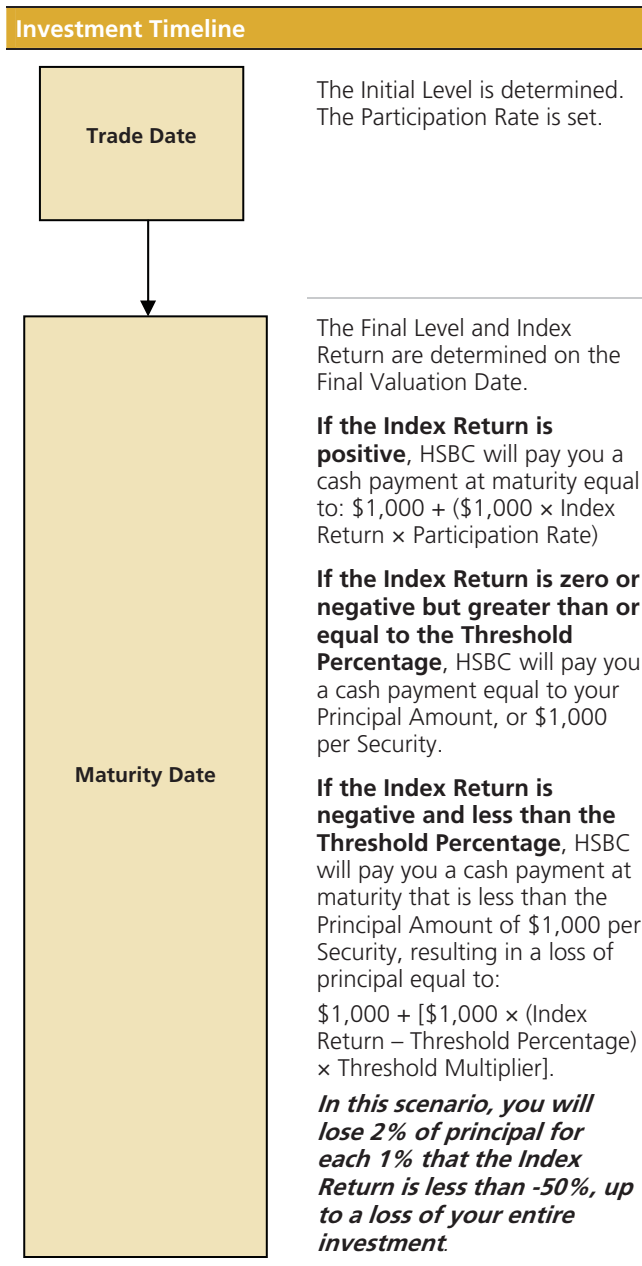 Investment Timeline
Trade Date
The Initial Level is determined.
The Participation Rate is set.
Maturity Date
The Final Level and Index
Return are determined on the
Final Valuation Date.
If the Index Return is
positive, HSBC will pay you a
cash payment at maturity equal
to: $1,000 + ($1,000 × Index
Return × Participation Rate)
If the Index Return is zero or
negative but greater than or
equal to the Threshold
Percentage, HSBC will pay you
a cash payment equal to your
Principal Amount, or $1,000
per Security.
If the Index Return is
negative and less than the
Threshold Percentage, HSBC
will pay you a cash payment at
maturity that is less than the
Principal Amount of $1,000 per
Security, resulting in a loss of
principal equal to:
$1,000 + [$1,000 × (Index
Return – Threshold Percentage)
× Threshold Multiplier].
In this scenario, you will
lose 2% of principal for
each 1% that the Index
Return is less than -50%, up
to a loss of your entire
investment.